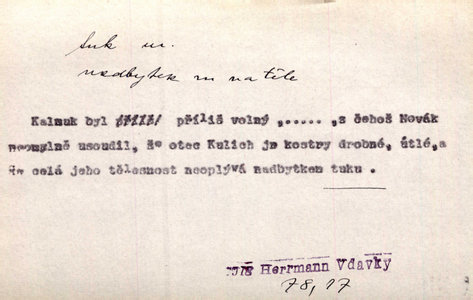 tuk m.
nadbytek m na těle
Kalmuk byl příliš volný „..... „z čehož Novák
neomylně usoudil, že otec Kulich je kostry drobné, útlé,a
že celá jeho tělesnost neoplývá nadbytkem tuku .
Herrmann Vdavky
78, 17